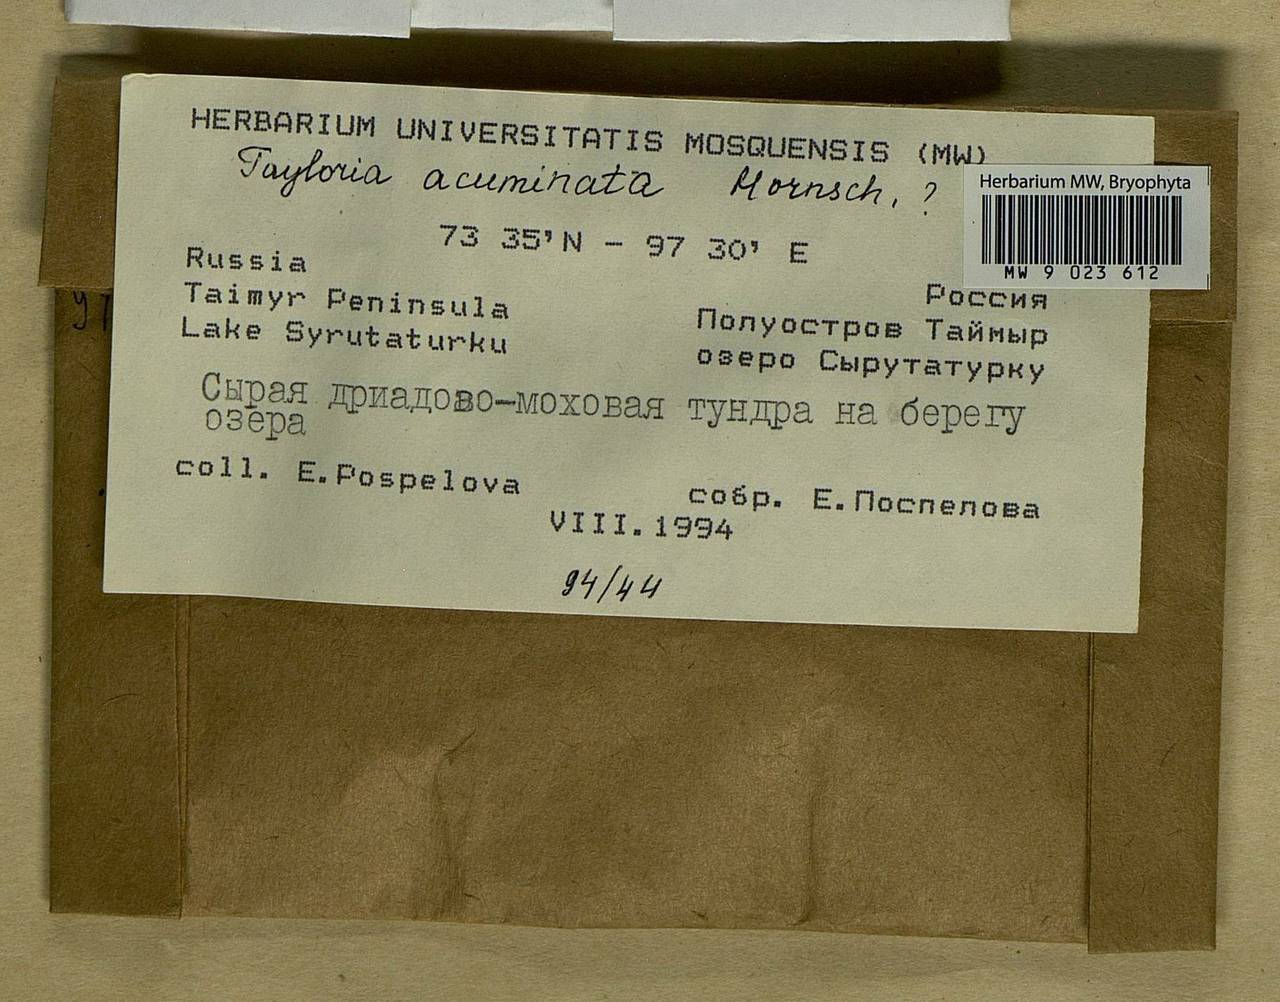 HERBARIUM UNIVERSITATIS MOSQUENSIS (MW)
Tayloria acuminata Hornsch. ?
Herbarium MW, Bryophyta
MW 9 023 612
73 35' N - 97 30' E
Russia
Taimyr Peninsula
Lake Syrutaturku
Россия
Полуостров Таймыр
озеро Сырутатурку
Сырая дриадово-моховая тундра на берегу
озера
coll. E.Pospelova
собр. Е.Поспелова
VIII.1994
94/44